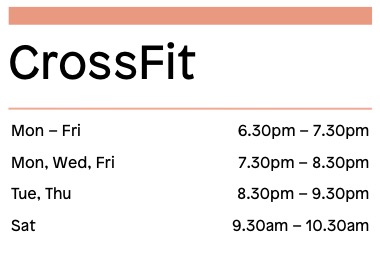 CrossFit
Mon – Fri 6.30pm – 7.30pm
Mon, Wed, Fri 7.30pm – 8.30pm
Tue, Thu 8.30pm – 9.30pm
Sat 9.30am – 10.30am